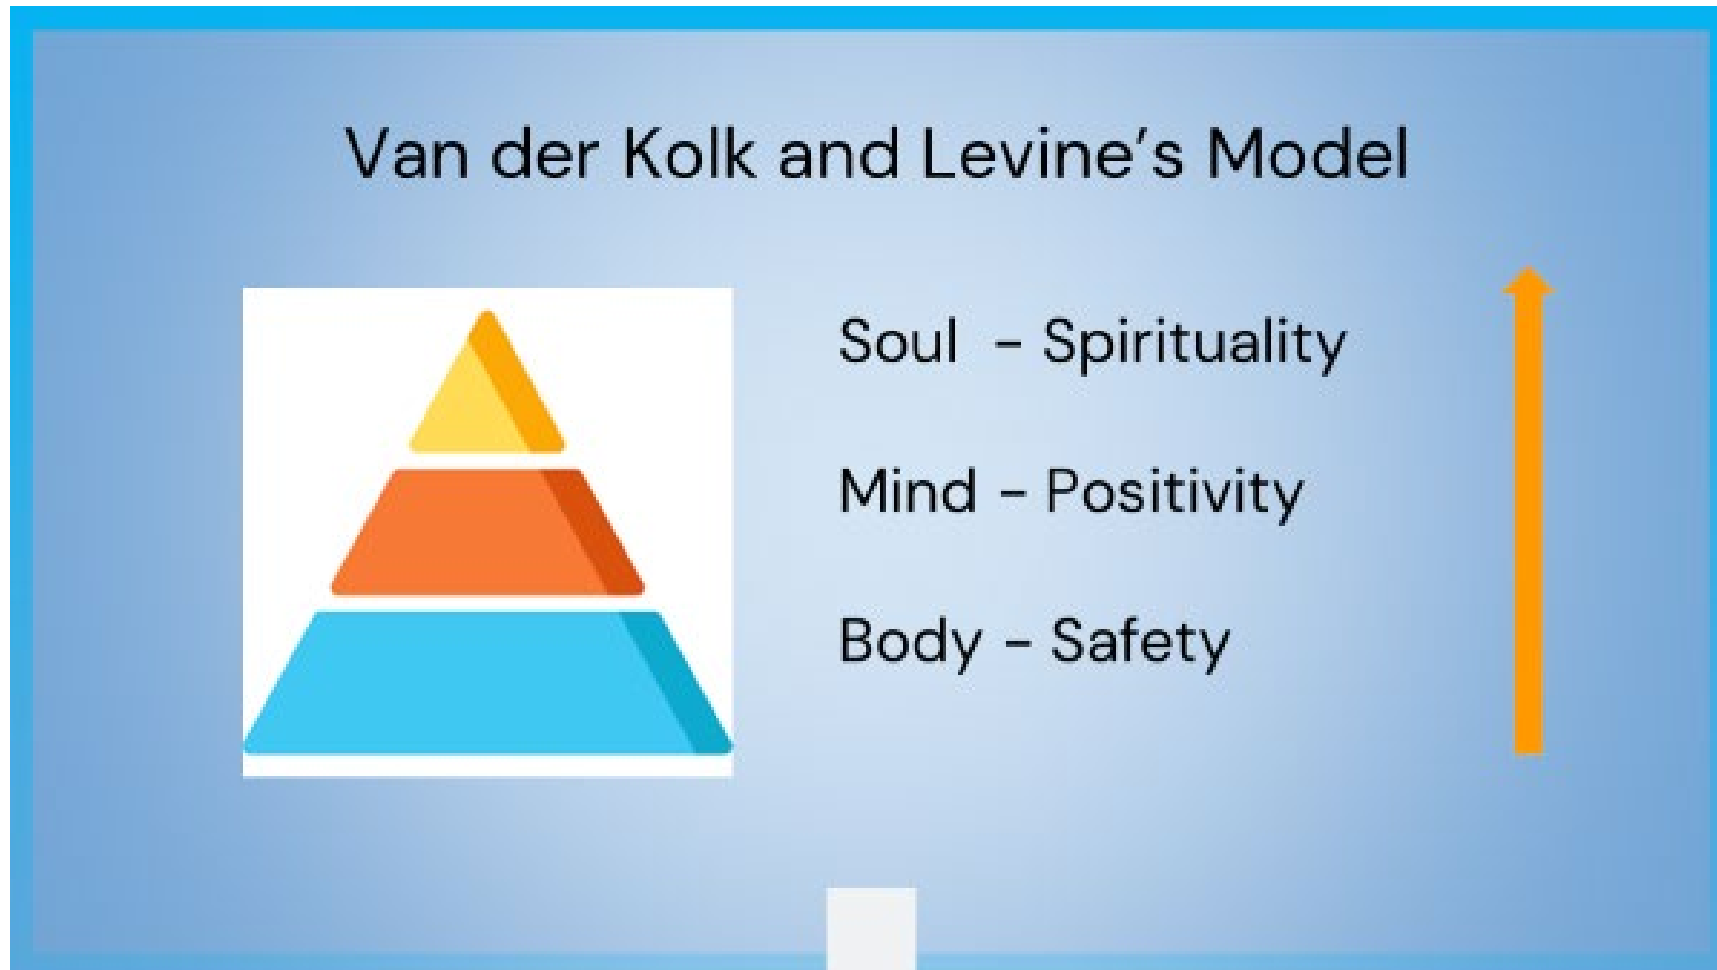 Van der Kolk and Levine’s Model
Soul – Spirituality
Mind – Positivity
Body – Safety